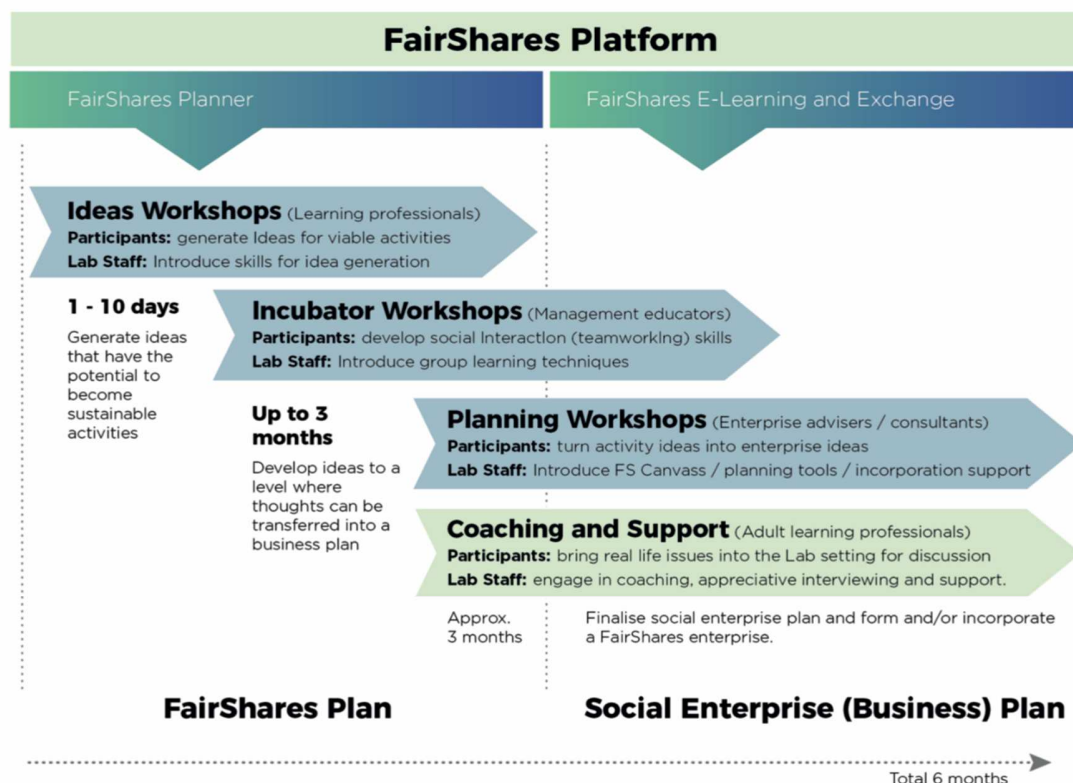 FairShares Platform
FairShares Planner
FairShares E-Learning and Exchange
Ideas Workshops (Learning professionals)
Participants: generate Ideas for viable activities
Lab Staff: Introduce skills for idea generation
1 - 10 days
Generate ideas
that have the
potential to
become
sustainable
activities
Incubator Workshops (Management educators)
Participants: develop social Interaction (teamworking) skills
Lab Staff: Introduce group learning techniques
Up to 3
months
Develop ideas to a
level where
thoughts can be
transferred into a
business plan
Planning Workshops (Enterprise advisers / consultants)
Participants: turn activity ideas into enterprise ideas
Lab Staff: Introduce FS Canvass / planning tools / incorporation support
Coaching and Support (Adult learning professionals)
Participants: bring real life issues into the Lab setting for discussion
Lab Staff: engage in coaching, appreciative interviewing and support.
Approx.
3 months
Finalise social enterprise plan and form and/or incorporate
a FairShares enterprise.
FairShares Plan
Social Enterprise (Business) Plan
Total 6 months